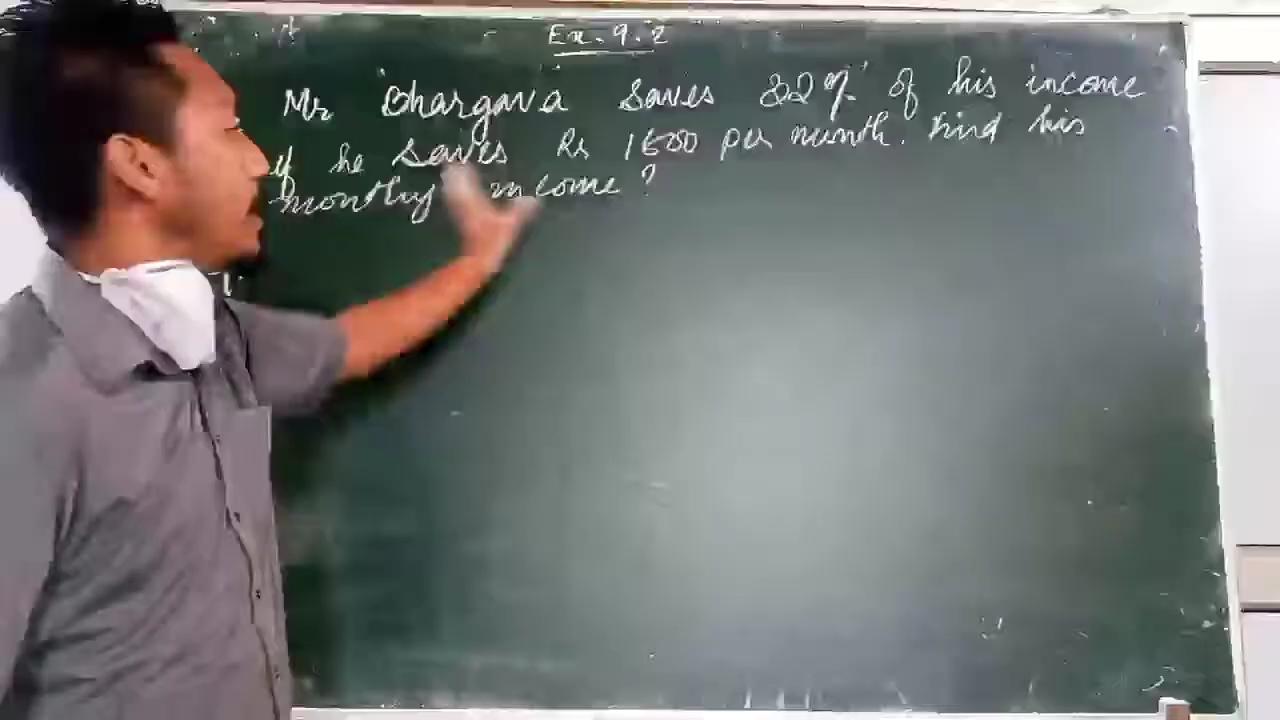 Ex. 9.2
Mr Bhargava saves 22% of his income
if he saves Rs 1600 per month. Find his
monthly income?